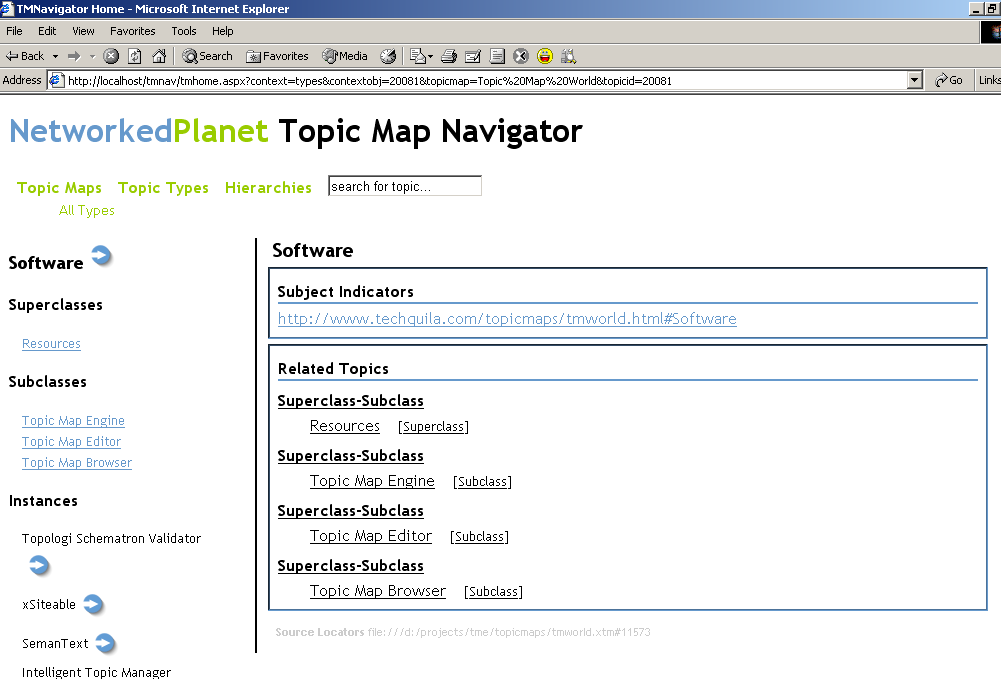 TMNavigator Home - Microsoft Internet Explorer
File Edit View Favorites Tools Help
Back Search Favorites Media
Address http://localhost/tmnav/tmhome.aspx?context=types&contextobj=20081&topicmap=Topic%20Map%20World&topicid=20081 Go Links
NetworkedPlanet Topic Map Navigator
Topic Maps Topic Types Hierarchies search for topic...
All Types
Software
Superclasses
Resources
Subclasses
Topic Map Engine
Topic Map Editor
Topic Map Browser
Instances
Topologi Schematron Validator
xSiteable
SemanText
Intelligent Topic Manager
Software
Subject Indicators
http://www.techquila.com/topicmaps/tmworld.html#Software
Related Topics
Superclass-Subclass
Resources [Superclass]
Superclass-Subclass
Topic Map Engine [Subclass]
Superclass-Subclass
Topic Map Editor [Subclass]
Superclass-Subclass
Topic Map Browser [Subclass]
Source Locators file:///d:/projects/tme/topicmaps/tmworld.xtm#11573